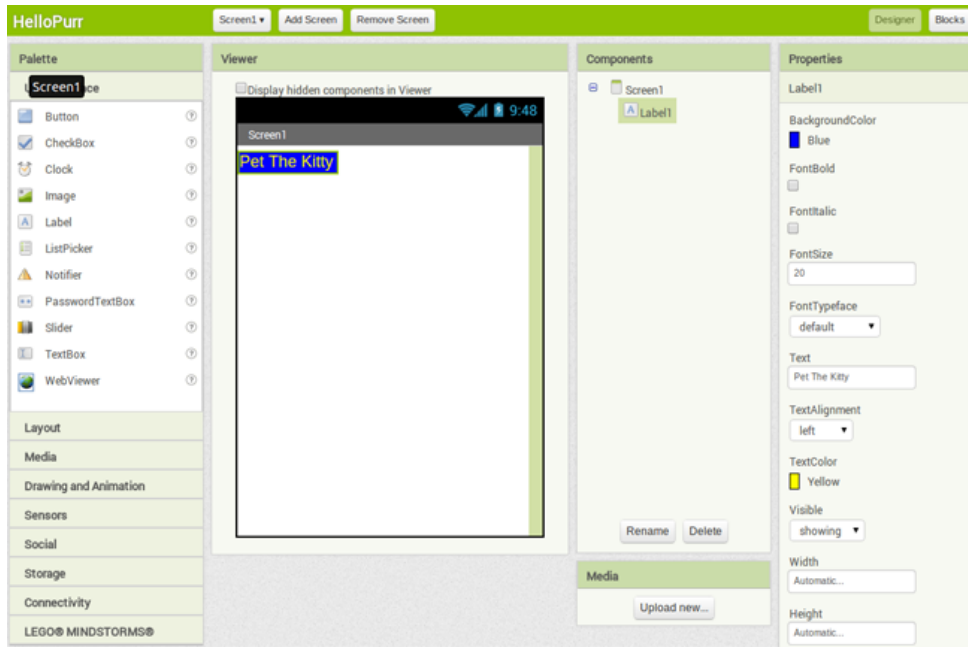 HelloPurr
Screen1 ▾ Add Screen Remove Screen
Designer Blocks
Palette
Screen1
Button
CheckBox
Clock
Image
Label
ListPicker
Notifier
PasswordTextBox
Slider
TextBox
WebViewer
Layout
Media
Drawing and Animation
Sensors
Social
Storage
Connectivity
LEGO® MINDSTORMS®
Viewer
Display hidden components in Viewer
9:48
Screen1
Pet The Kitty
Components
Screen1
Label1
Rename Delete
Media
Upload new...
Properties
Label1
BackgroundColor
Blue
FontBold
FontItalic
FontSize
20
FontTypeface
default
Text
Pet The Kitty
TextAlignment
left
TextColor
Yellow
Visible
showing
Width
Automatic...
Height
Automatic...